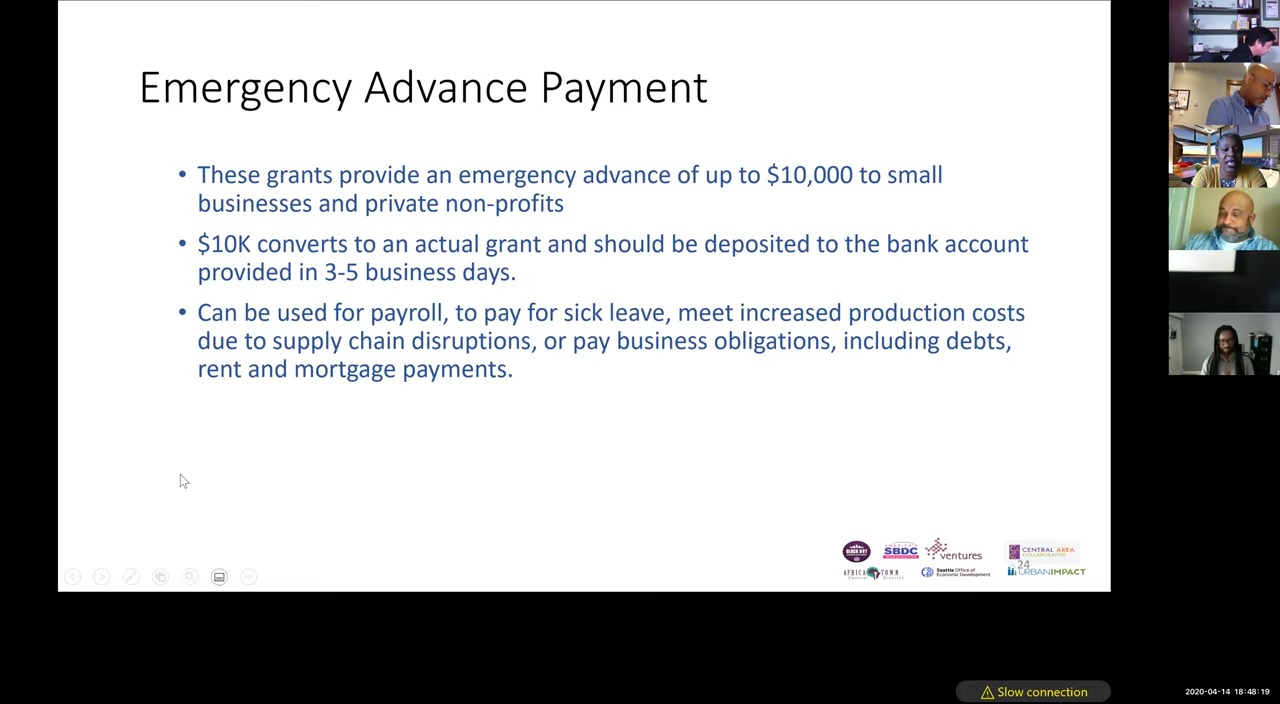 Emergency Advance Payment
• These grants provide an emergency advance of up to $10,000 to small
businesses and private non-profits
• $10K converts to an actual grant and should be deposited to the bank account
provided in 3-5 business days.
• Can be used for payroll, to pay for sick leave, meet increased production costs
due to supply chain disruptions, or pay business obligations, including debts,
rent and mortgage payments.
BLACK DOT
AMERICA'S
SBDC
WASHINGTON
ventures
CENTRAL AREA
COLLABORATIVE
24
AFRICATOWN
Central District
Seattle Office of
Economic Development
URBANIMPACT
Slow connection
2020-04-14 18:48:19